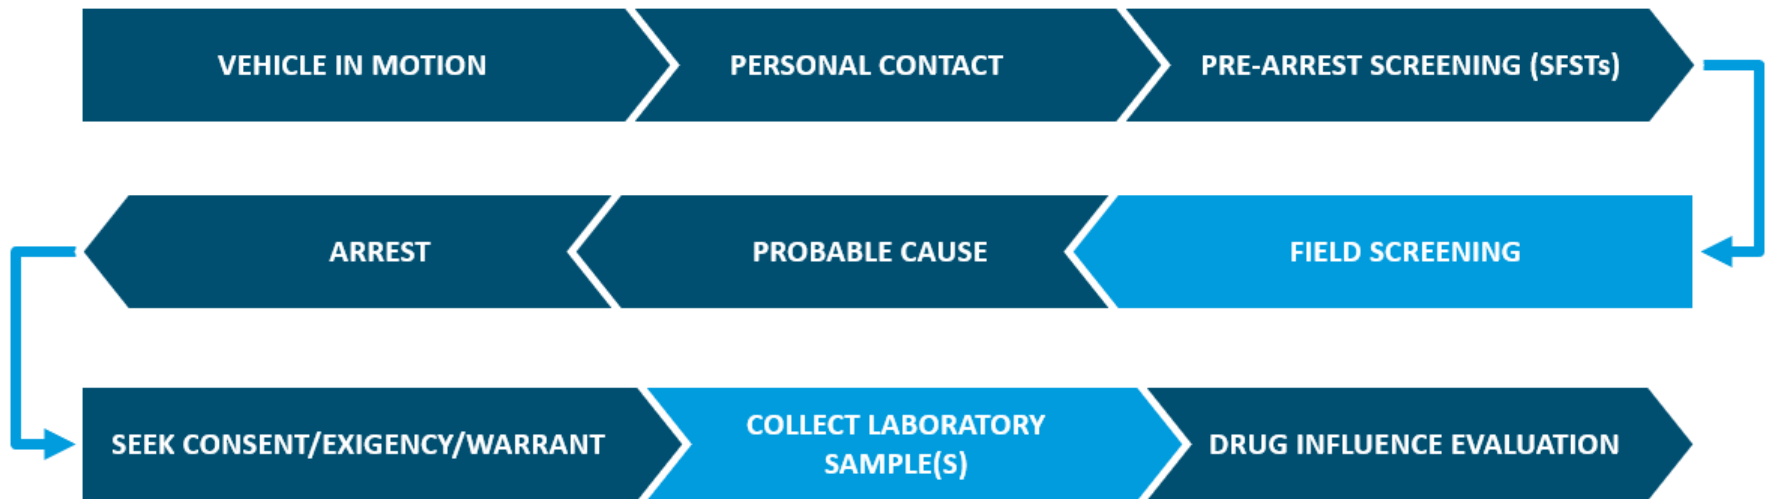 VEHICLE IN MOTION
PERSONAL CONTACT
PRE-ARREST SCREENING (SFSTs)
FIELD SCREENING
PROBABLE CAUSE
ARREST
SEEK CONSENT/EXIGENCY/WARRANT
COLLECT LABORATORY
SAMPLE(S)
DRUG INFLUENCE EVALUATION